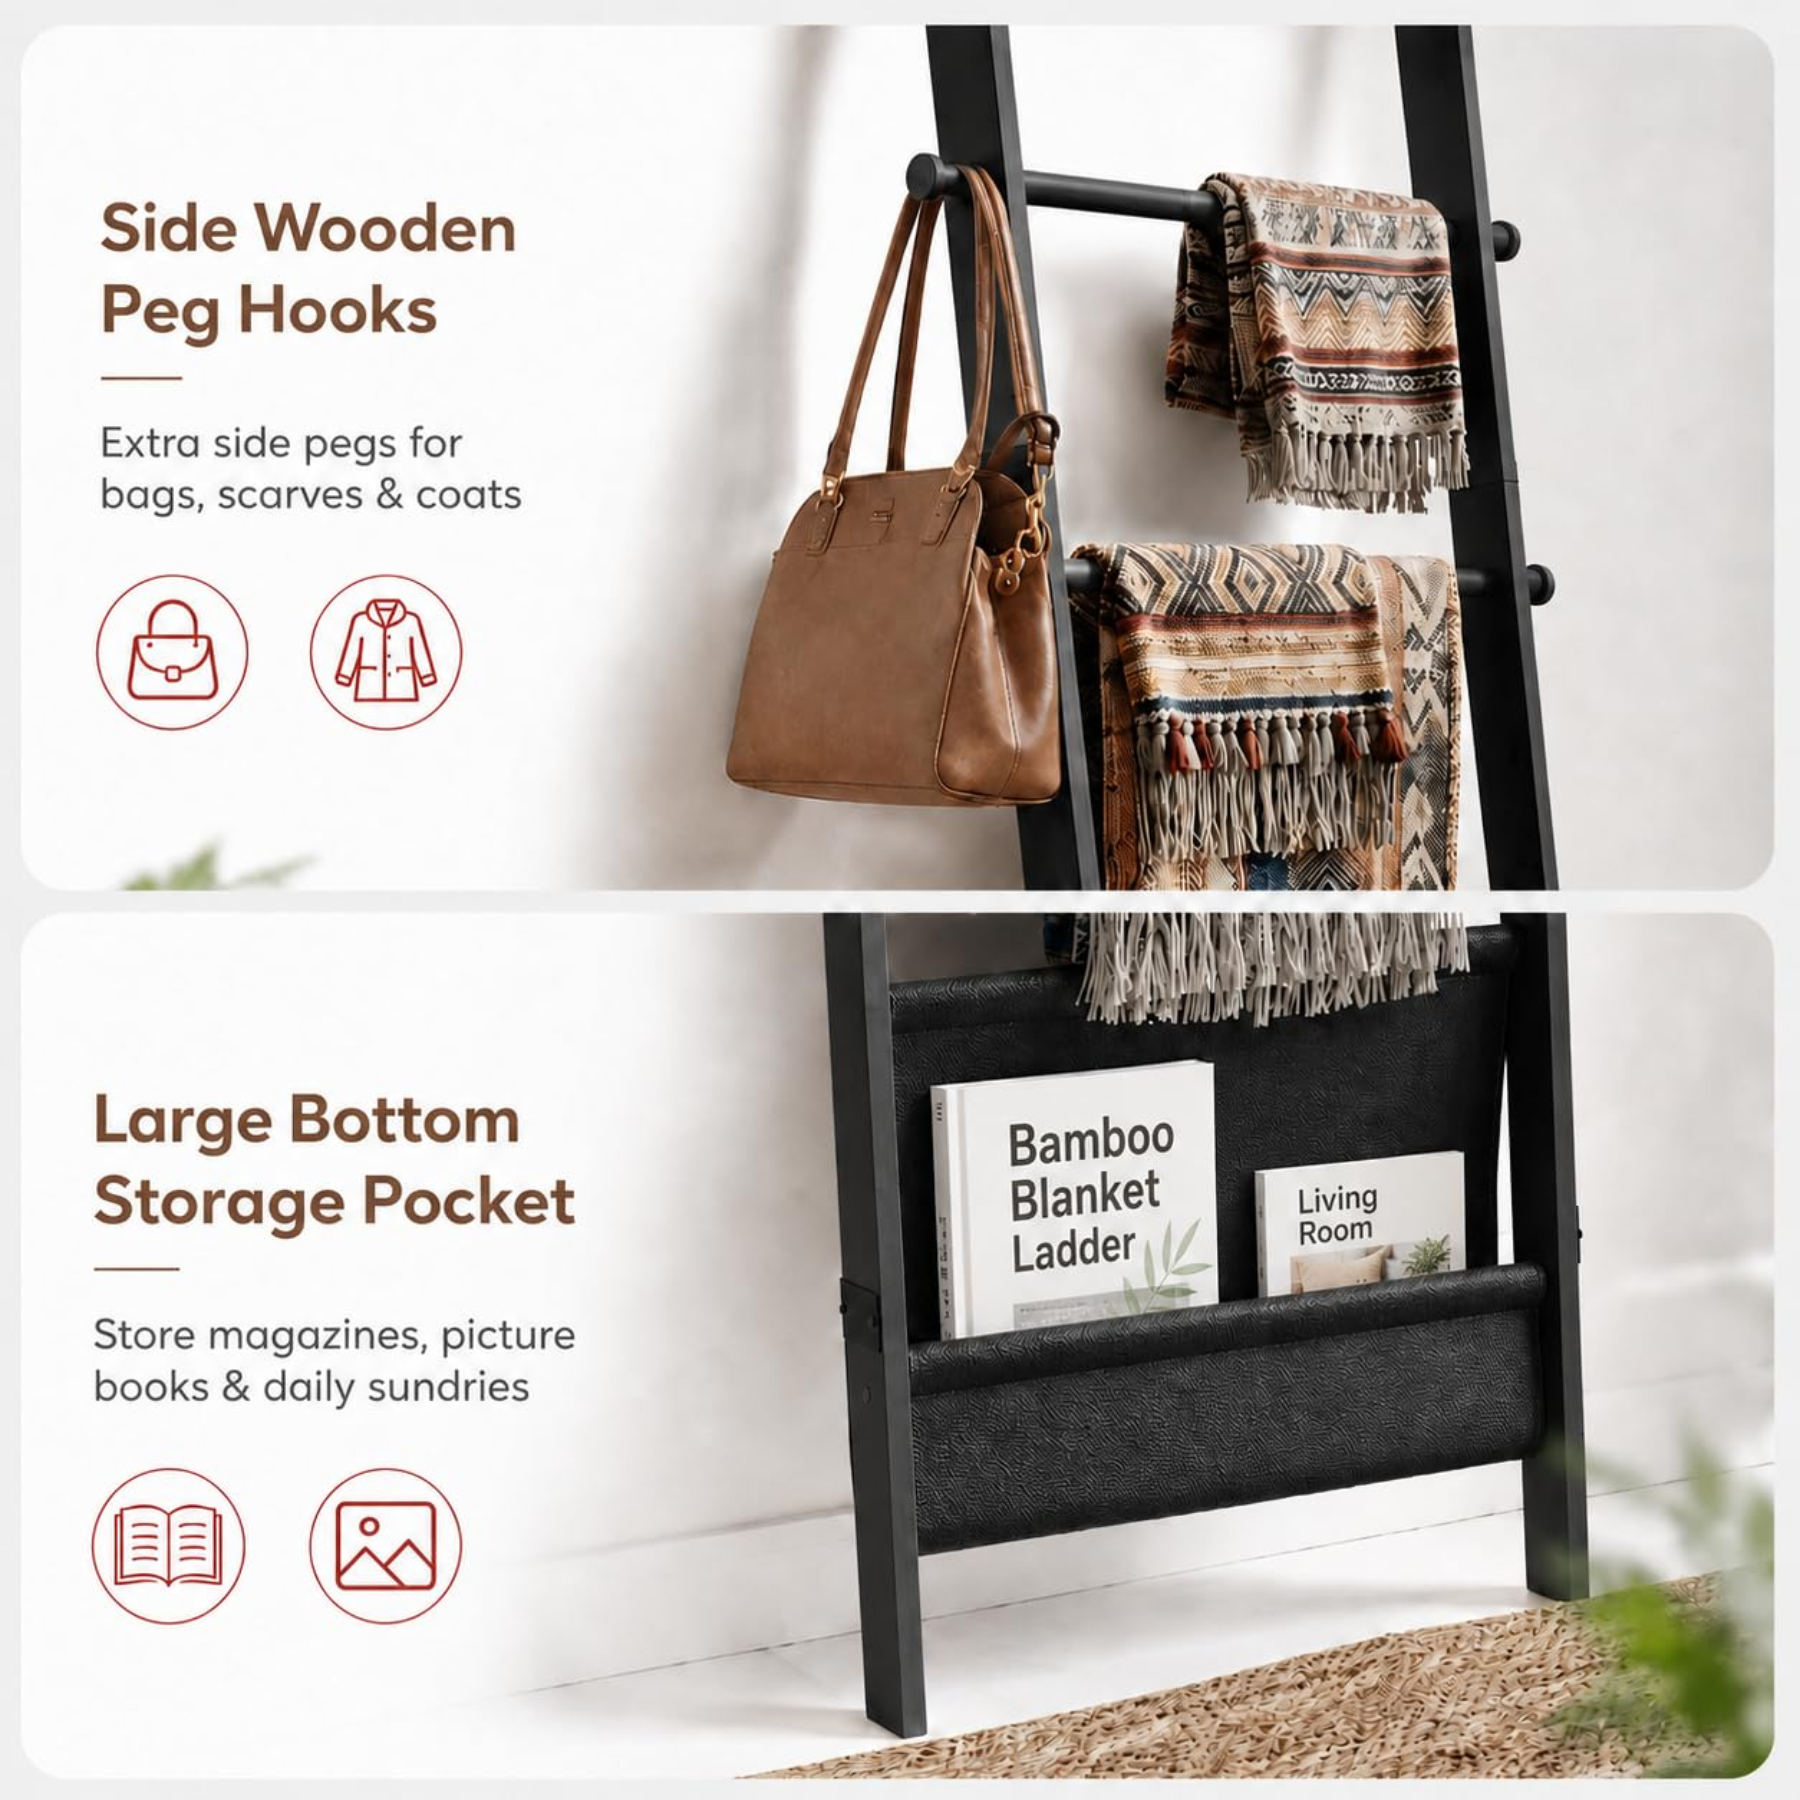 Side Wooden
Peg Hooks
Extra side pegs for
bags, scarves & coats
Large Bottom
Storage Pocket
Store magazines, picture
books & daily sundries
Bamboo
Blanket
Ladder
Living
Room